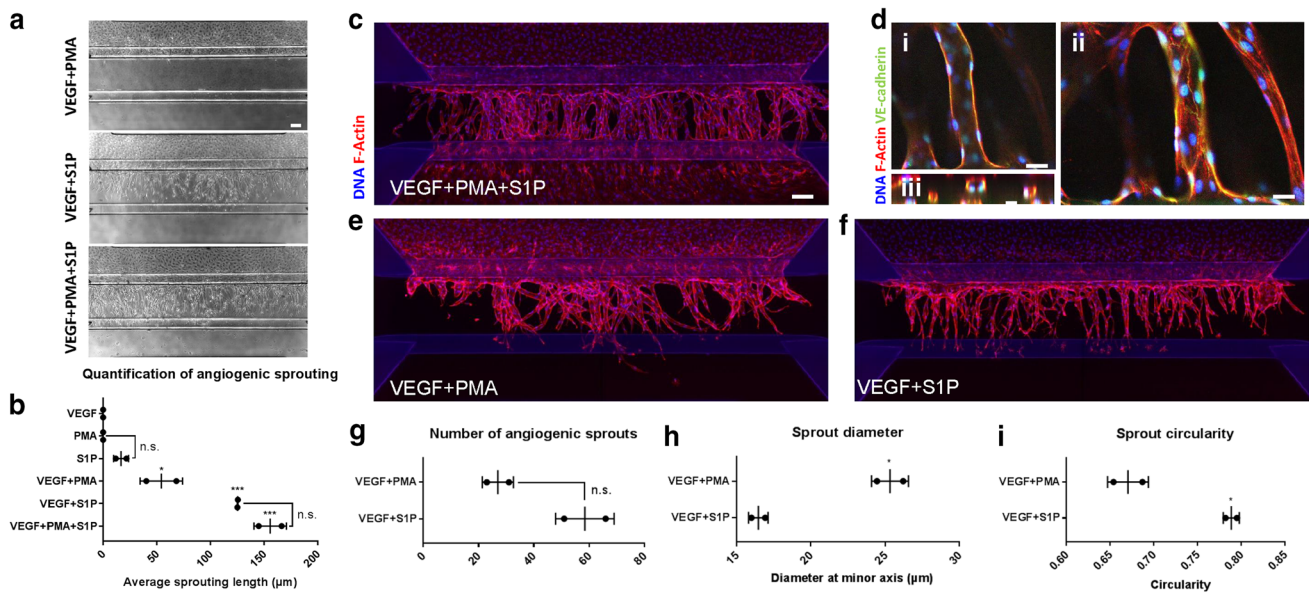 a
VEGF+PMA
VEGF+S1P
VEGF+PMA+S1P
Quantification of angiogenic sprouting
b
VEGF
PMA
n.s.
S1P
*
VEGF+PMA
***
VEGF+S1P
***
n.s.
VEGF+PMA+S1P
0 50 100 150 200
Average sprouting length (µm)
c
DNA F-Actin
VEGF+PMA+S1P
d
DNA F-Actin VE-cadherin
i
ii
iii
e
VEGF+PMA
f
VEGF+S1P
g
Number of angiogenic sprouts
VEGF+PMA
n.s.
VEGF+S1P
0 20 40 60 80
h
Sprout diameter
*
VEGF+PMA
VEGF+S1P
15 20 25 30
Diameter at minor axis (µm)
i
Sprout circularity
VEGF+PMA
*
VEGF+S1P
0.60 0.65 0.70 0.75 0.80 0.85
Circularity